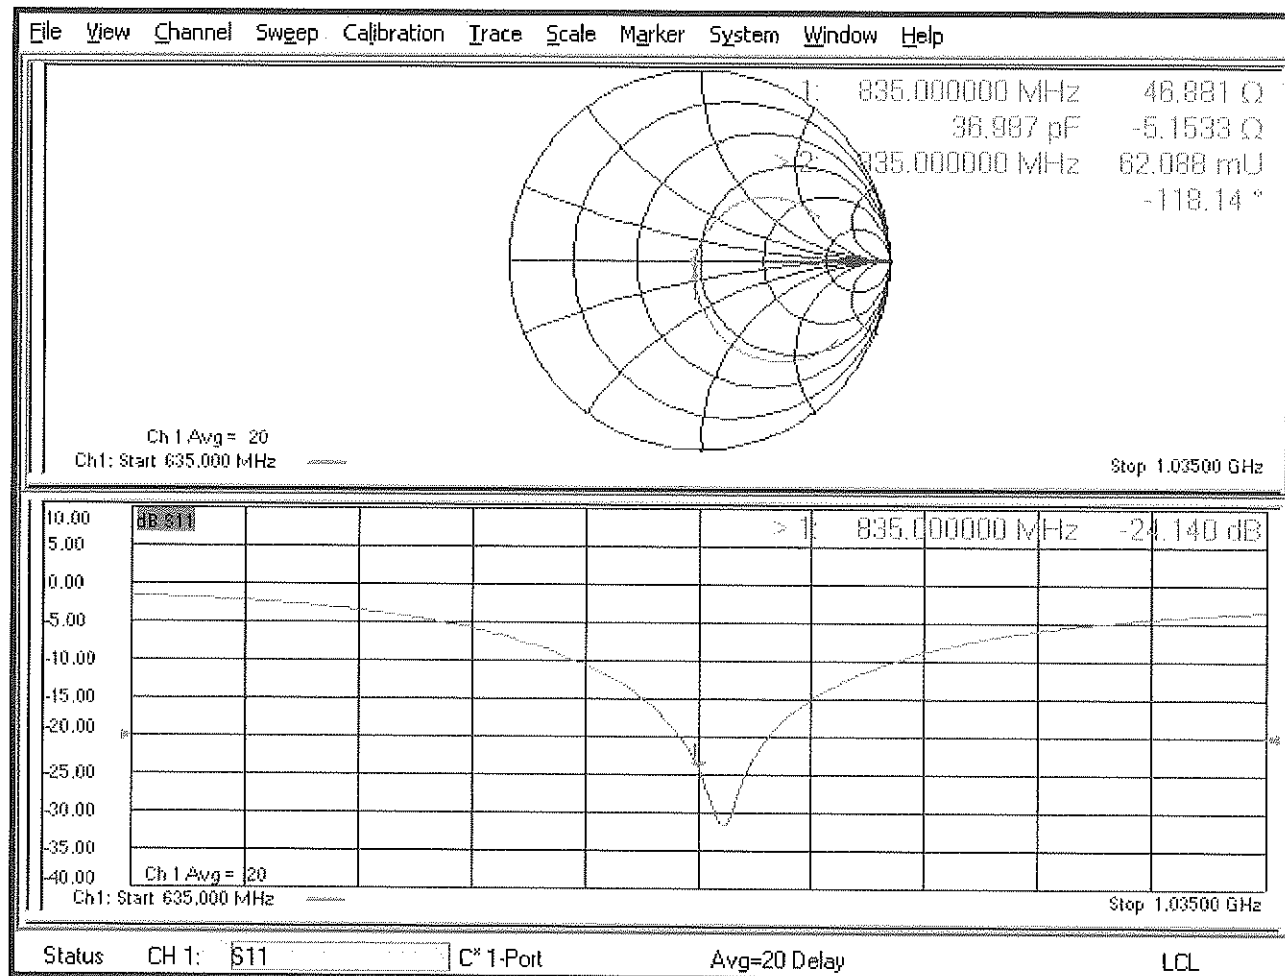 File View Channel Sweep Calibration Trace Scale Marker System Window Help
1: 835.000000 MHz 46.881 Ω
36.987 pF -5.1533 Ω
> 2: 835.000000 MHz 62.088 mU
-118.14 °
Ch 1 Avg = 20
Ch1: Start 635.000 MHz
Stop 1.03500 GHz
10.00
dB S11
> 1: 835.000000 MHz -24.140 dB
5.00
0.00
-5.00
-10.00
-15.00
-20.00
-25.00
-30.00
-35.00
-40.00
Ch 1 Avg = 20
Ch1: Start 635.000 MHz
Stop 1.03500 GHz
Status CH 1: S11 C* 1-Port Avg=20 Delay LCL